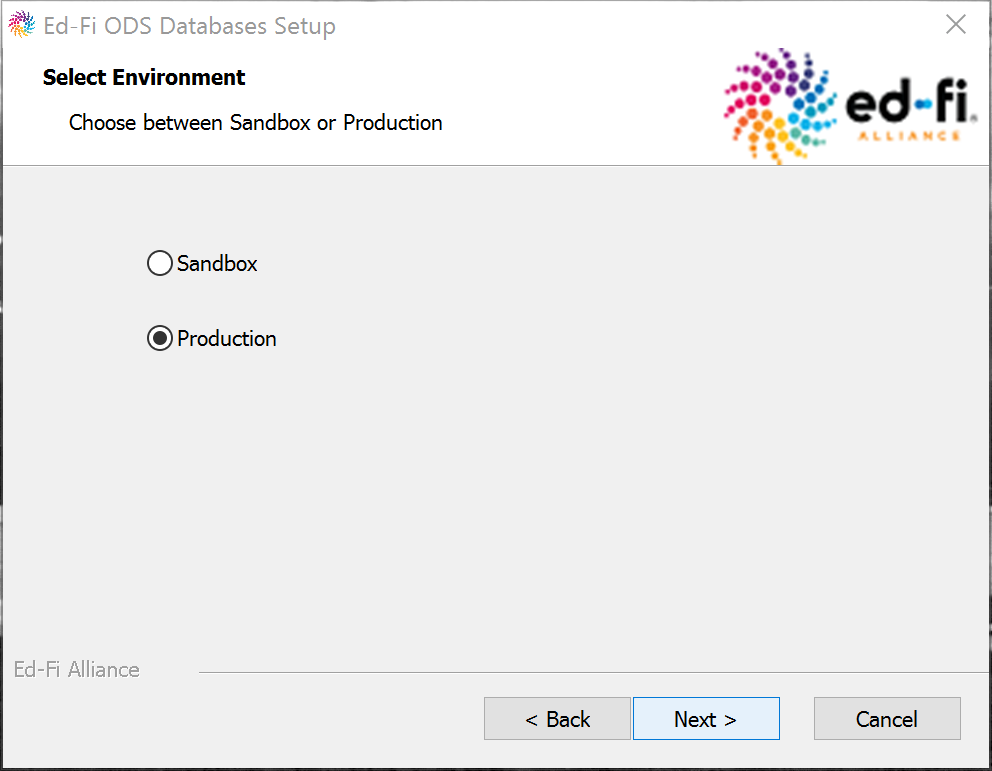 Ed-Fi ODS Databases Setup
Select Environment
Choose between Sandbox or Production
ed-fi®
ALLIANCE
Sandbox
Production
Ed-Fi Alliance
< Back
Next >
Cancel